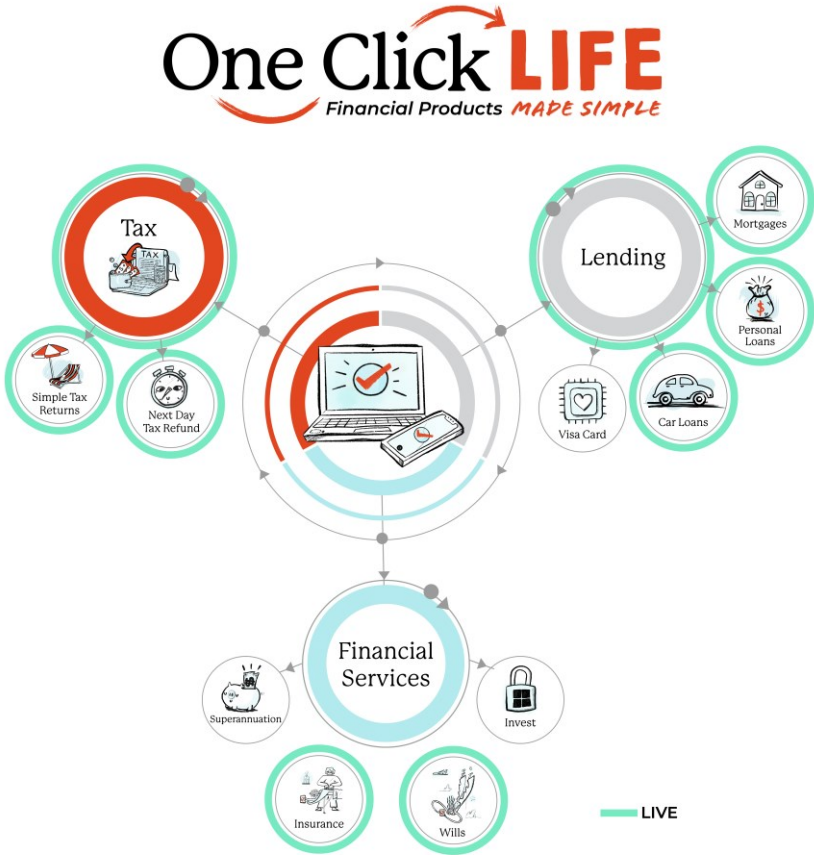 One Click LIFE
Financial Products MADE SIMPLE
Tax
TAX
Simple Tax
Returns
Next Day
Tax Refund
Lending
Mortgages
Personal
Loans
$
Car Loans
Visa Card
Financial
Services
Superannuation
Invest
Insurance
Wills
LIVE